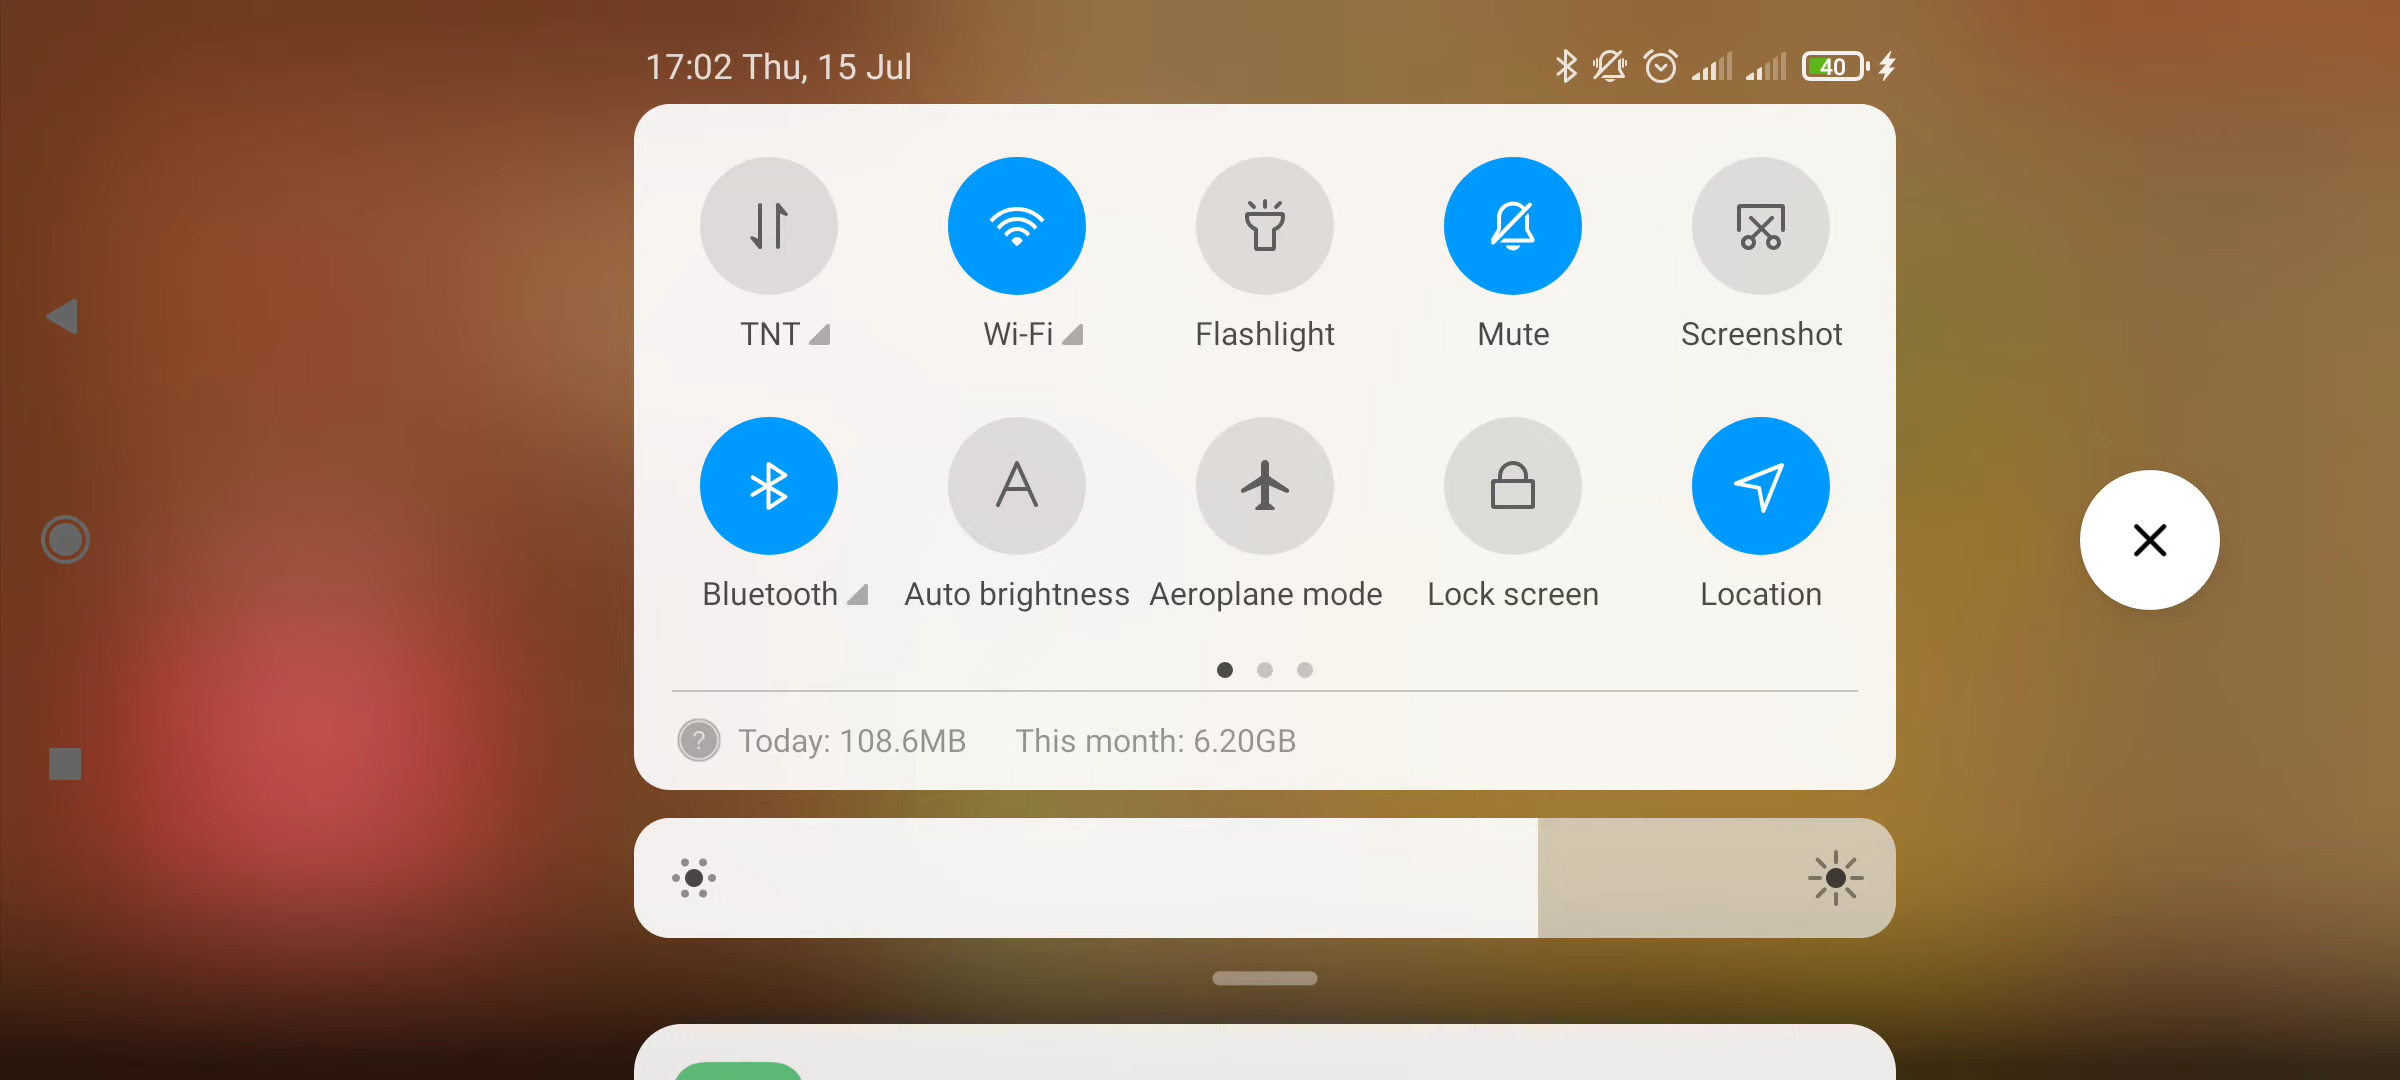 17:02 Thu, 15 Jul
40
TNT Wi-Fi Flashlight Mute Screenshot
A
Bluetooth Auto brightness Aeroplane mode Lock screen Location
? Today: 108.6MB This month: 6.20GB